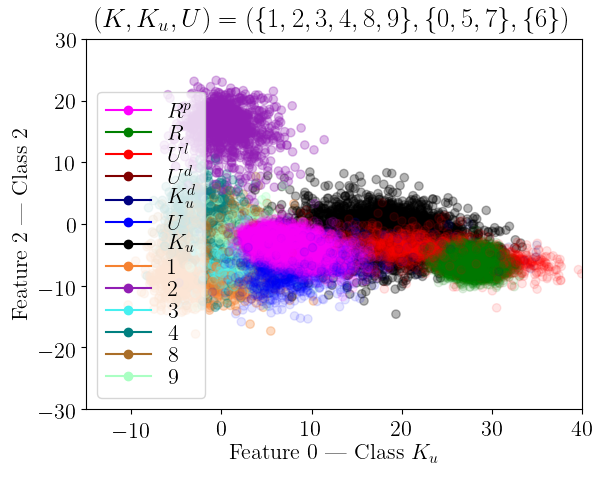 (K, K_u, U) = ({1, 2, 3, 4, 8, 9}, {0, 5, 7}, {6})
30
20
10
0
−10
−20
−30
Feature 2 — Class 2
R^p
R
U^l
U^d
K_u^d
U
K_u
1
2
3
4
8
9
−10
0
10
20
30
40
Feature 0 — Class K_u